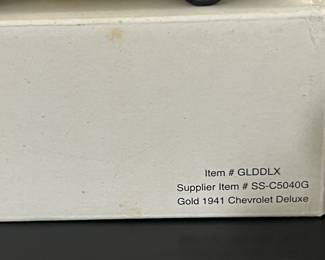 Item # GLDDLX
Supplier Item # SS-C5040G
Gold 1941 Chevrolet Deluxe